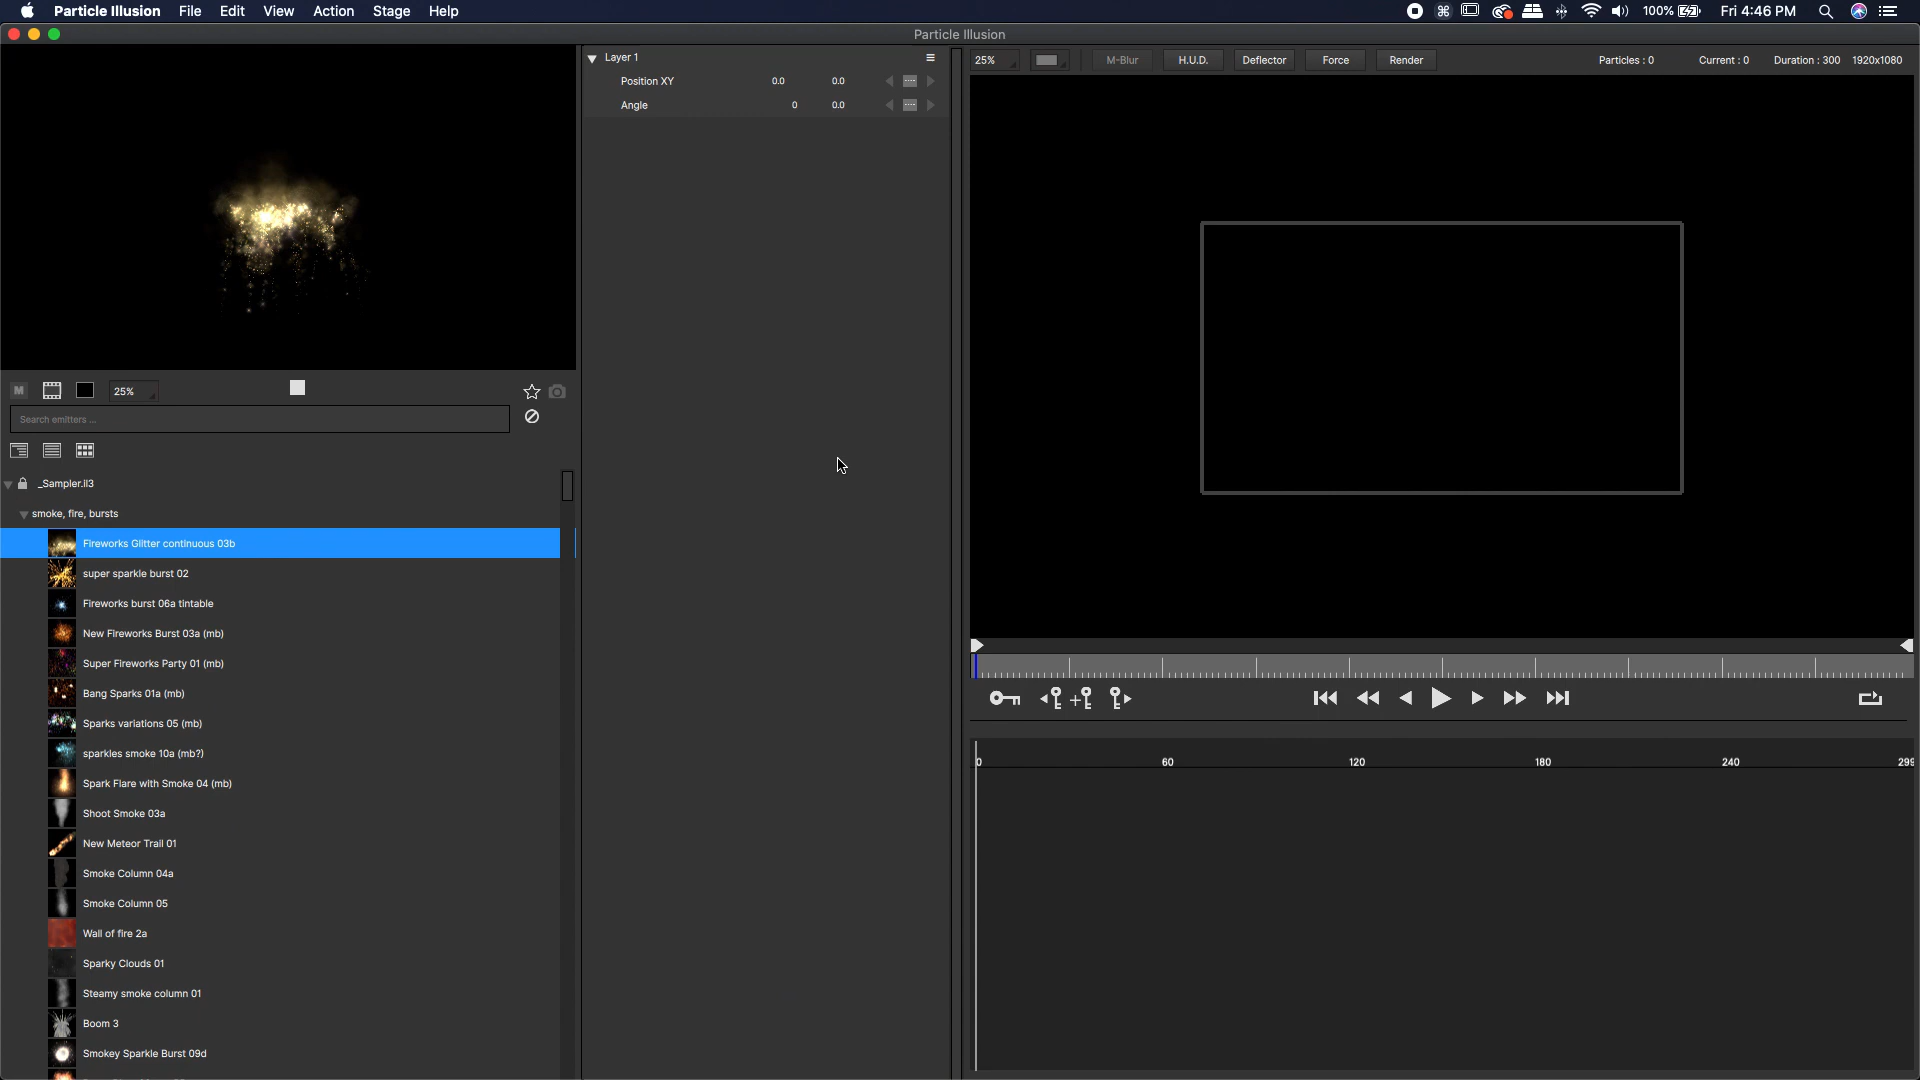 Particle Illusion File Edit View Action Stage Help 100% Fri 4:46 PM
Particle Illusion
Layer 1
Position XY 0.0 0.0
Angle 0 0.0
25% M-Blur H.U.D. Deflector Force Render Particles : 0 Current : 0 Duration : 300 1920x1080
M 25%
Search emitters ...
_Sampler.il3
smoke, fire, bursts
Fireworks Glitter continuous 03b
super sparkle burst 02
Fireworks burst 06a tintable
New Fireworks Burst 03a (mb)
Super Fireworks Party 01 (mb)
Bang Sparks 01a (mb)
Sparks variations 05 (mb)
sparkles smoke 10a (mb?)
Spark Flare with Smoke 04 (mb)
Shoot Smoke 03a
New Meteor Trail 01
Smoke Column 04a
Smoke Column 05
Wall of fire 2a
Sparky Clouds 01
Steamy smoke column 01
Boom 3
Smokey Sparkle Burst 09d
0 60 120 180 240 299